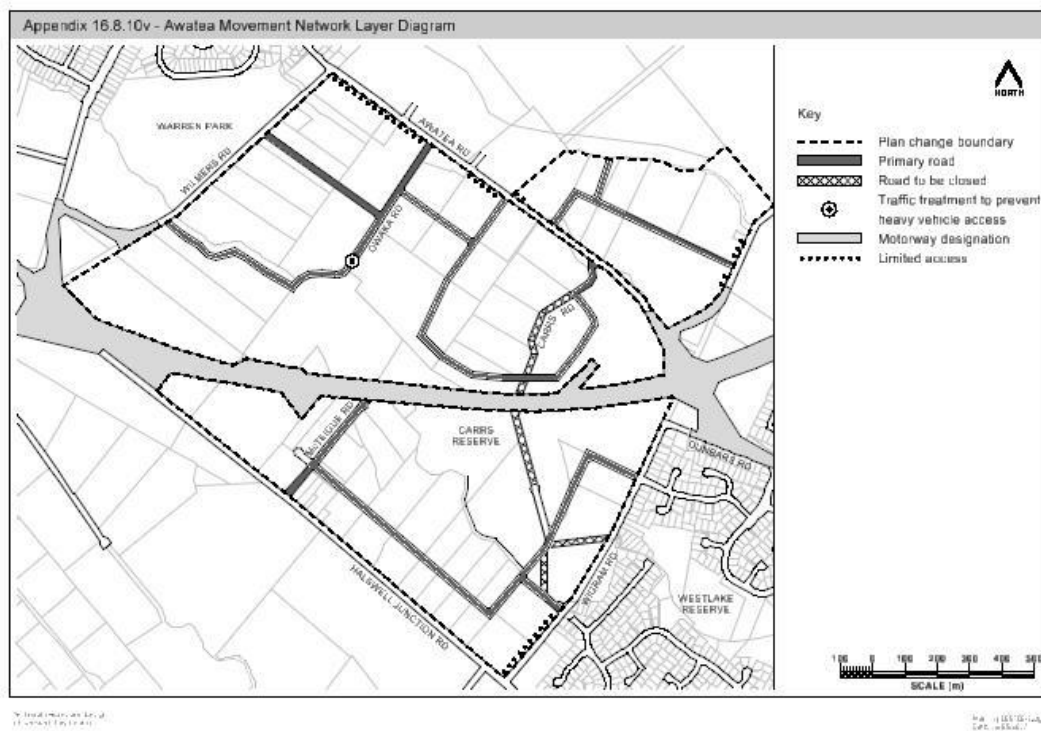 Appendix 16.8.10v - Awatea Movement Network Layer Diagram
WARREN PARK
WILMERS RD
AWATEA RD
OWAKA RD
CARRS RD
McTEIGUE RD
CARRS
RESERVE
DUNBARS RD
HALSWELL JUNCTION RD
WIGRAM RD
WESTLAKE
RESERVE
NORTH
Key
Plan change boundary
Primary road
Road to be closed
Traffic treatment to prevent
heavy vehicle access
Motorway designation
Limited access
100 0 100 200 300 400 500
SCALE (m)